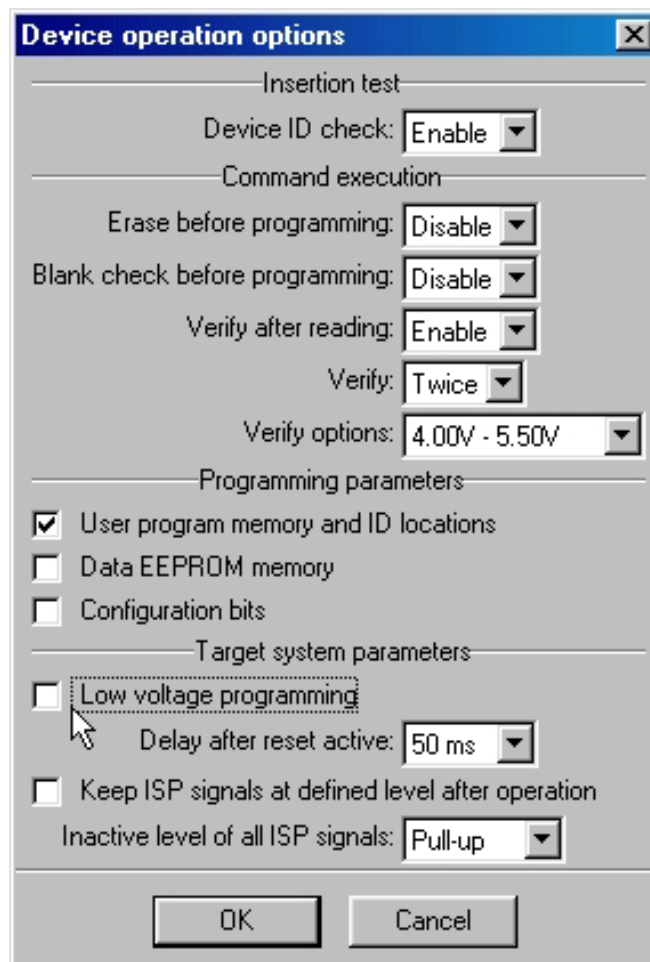 Device operation options
Insertion test
Device ID check: Enable
Command execution
Erase before programming: Disable
Blank check before programming: Disable
Verify after reading: Enable
Verify: Twice
Verify options: 4.00V - 5.50V
Programming parameters
User program memory and ID locations
Data EEPROM memory
Configuration bits
Target system parameters
Low voltage programming
Delay after reset active: 50 ms
Keep ISP signals at defined level after operation
Inactive level of all ISP signals: Pull-up
OK Cancel